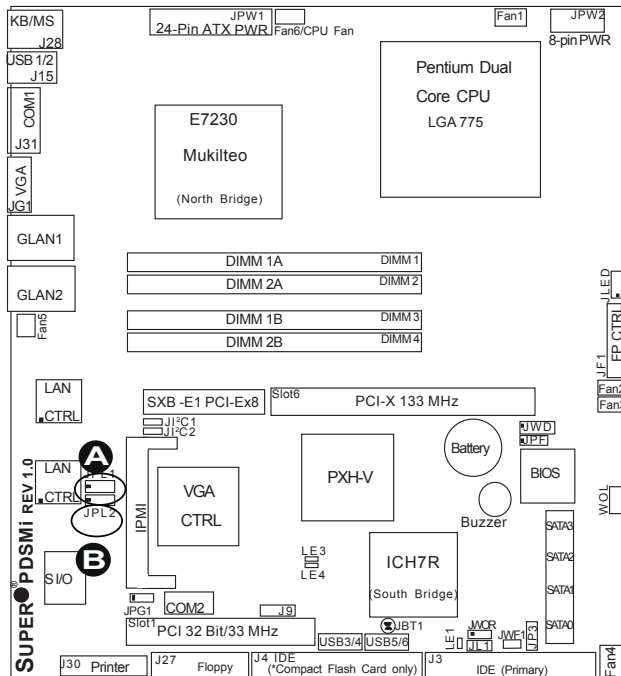 KB/MS
J28
USB 1/2
J15
COM1
J31
VGA
JG1
GLAN1
GLAN2
Fan5
JPW1
24-Pin ATX PWR
Fan6/CPU Fan
Fan1
JPW2
8-pin PWR
Pentium Dual
Core CPU
LGA 775
E7230
Mukilteo
(North Bridge)
DIMM 1A DIMM 1
DIMM 2A DIMM 2
DIMM 1B DIMM 3
DIMM 2B DIMM 4
JLED
FP CTRL
JF1
Fan2
Fan3
LAN
CTRL
SXB -E1 PCI-Ex8
Slot6
PCI-X 133 MHz
JI²C1
JI²C2
JWD
JPF
Battery
BIOS
Buzzer
WOL
PXH-V
VGA
CTRL
IPMI
LAN
CTRL
A
JPL1
JPL2
B
S I/O
SUPER® PDSMi REV 1.0
LE3
LE4
ICH7R
(South Bridge)
SATA3
SATA2
SATA1
SATA0
JPG1
COM2
J9
Slot1
PCI 32 Bit/33 MHz
USB3/4
USB5/6
JBT1
LE1
JWOR
JL1
JWF1
JP3
Fan4
J30 Printer
J27 Floppy
J4 IDE
(*Compact Flash Card only)
J3
IDE (Primary)